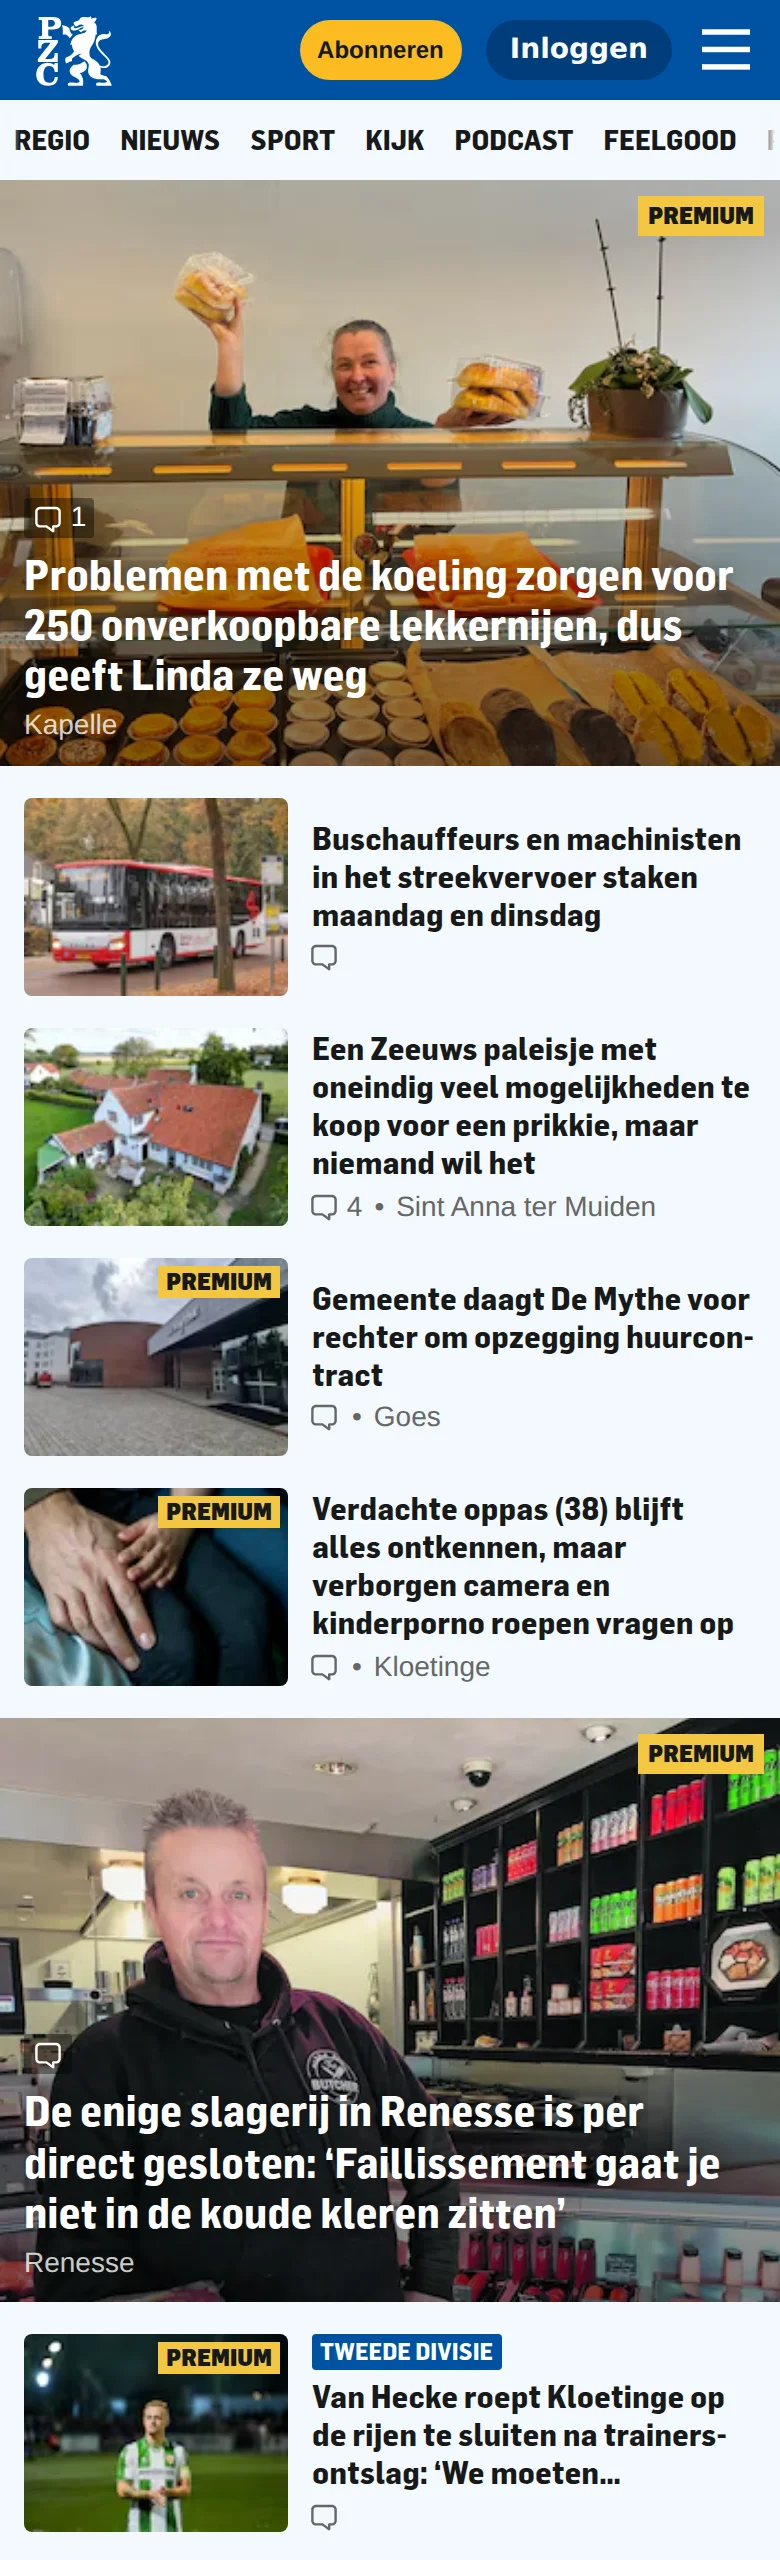 PZC
Abonneren
Inloggen
REGIO NIEUWS SPORT KIJK PODCAST FEELGOOD
PREMIUM
1
Problemen met de koeling zorgen voor
250 onverkoopbare lekkernijen, dus
geeft Linda ze weg
Kapelle
Buschauffeurs en machinisten
in het streekvervoer staken
maandag en dinsdag
Een Zeeuws paleisje met
oneindig veel mogelijkheden te
koop voor een prikkie, maar
niemand wil het
4 • Sint Anna ter Muiden
PREMIUM
Gemeente daagt De Mythe voor
rechter om opzegging huurcon-
tract
• Goes
PREMIUM
Verdachte oppas (38) blijft
alles ontkennen, maar
verborgen camera en
kinderporno roepen vragen op
• Kloetinge
PREMIUM
De enige slagerij in Renesse is per
direct gesloten: ‘Faillissement gaat je
niet in de koude kleren zitten’
Renesse
PREMIUM
TWEEDE DIVISIE
Van Hecke roept Kloetinge op
de rijen te sluiten na trainers-
ontslag: ‘We moeten...